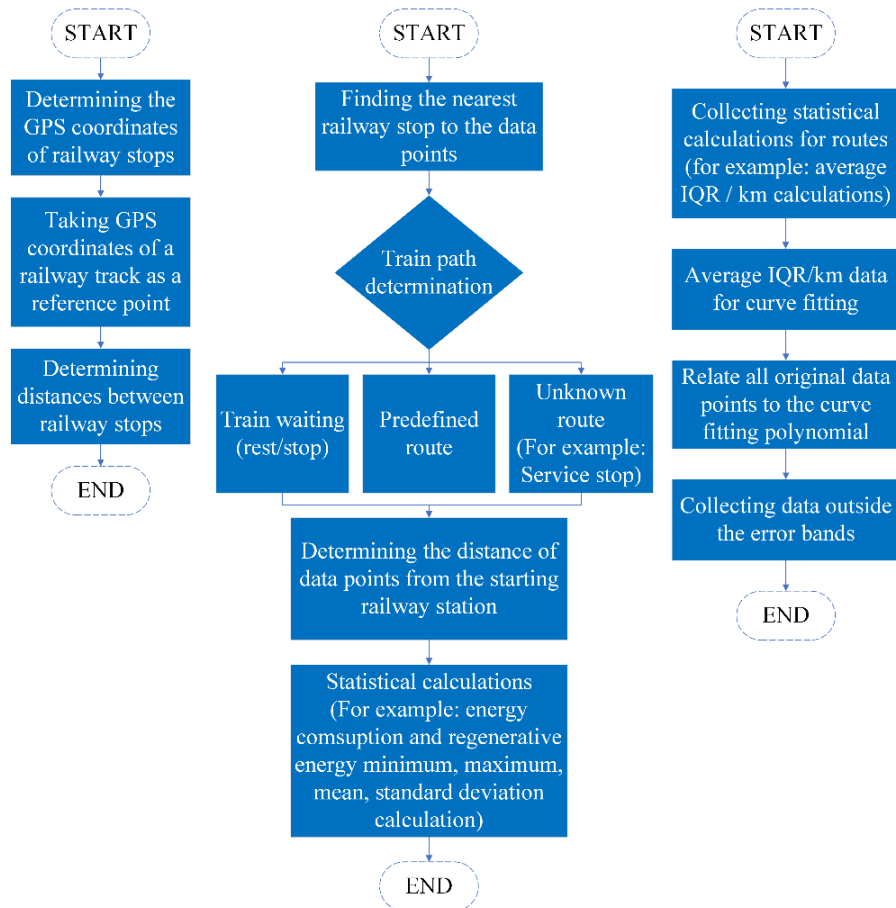 START
Determining the
GPS coordinates
of railway stops
Taking GPS
coordinates of a
railway track as a
reference point
Determining
distances between
railway stops
END
START
Finding the nearest
railway stop to the data
points
Train path
determination
Train waiting
(rest/stop)
Predefined
route
Unknown
route
(For example:
Service stop)
Determining the distance of
data points from the starting
railway station
Statistical calculations
(For example: energy
comsuption and regenerative
energy minimum, maximum,
mean, standard deviation
calculation)
END
START
Collecting statistical
calculations for routes
(for example: average
IQR / km calculations)
Average IQR/km data
for curve fitting
Relate all original data
points to the curve
fitting polynomial
Collecting data outside
the error bands
END